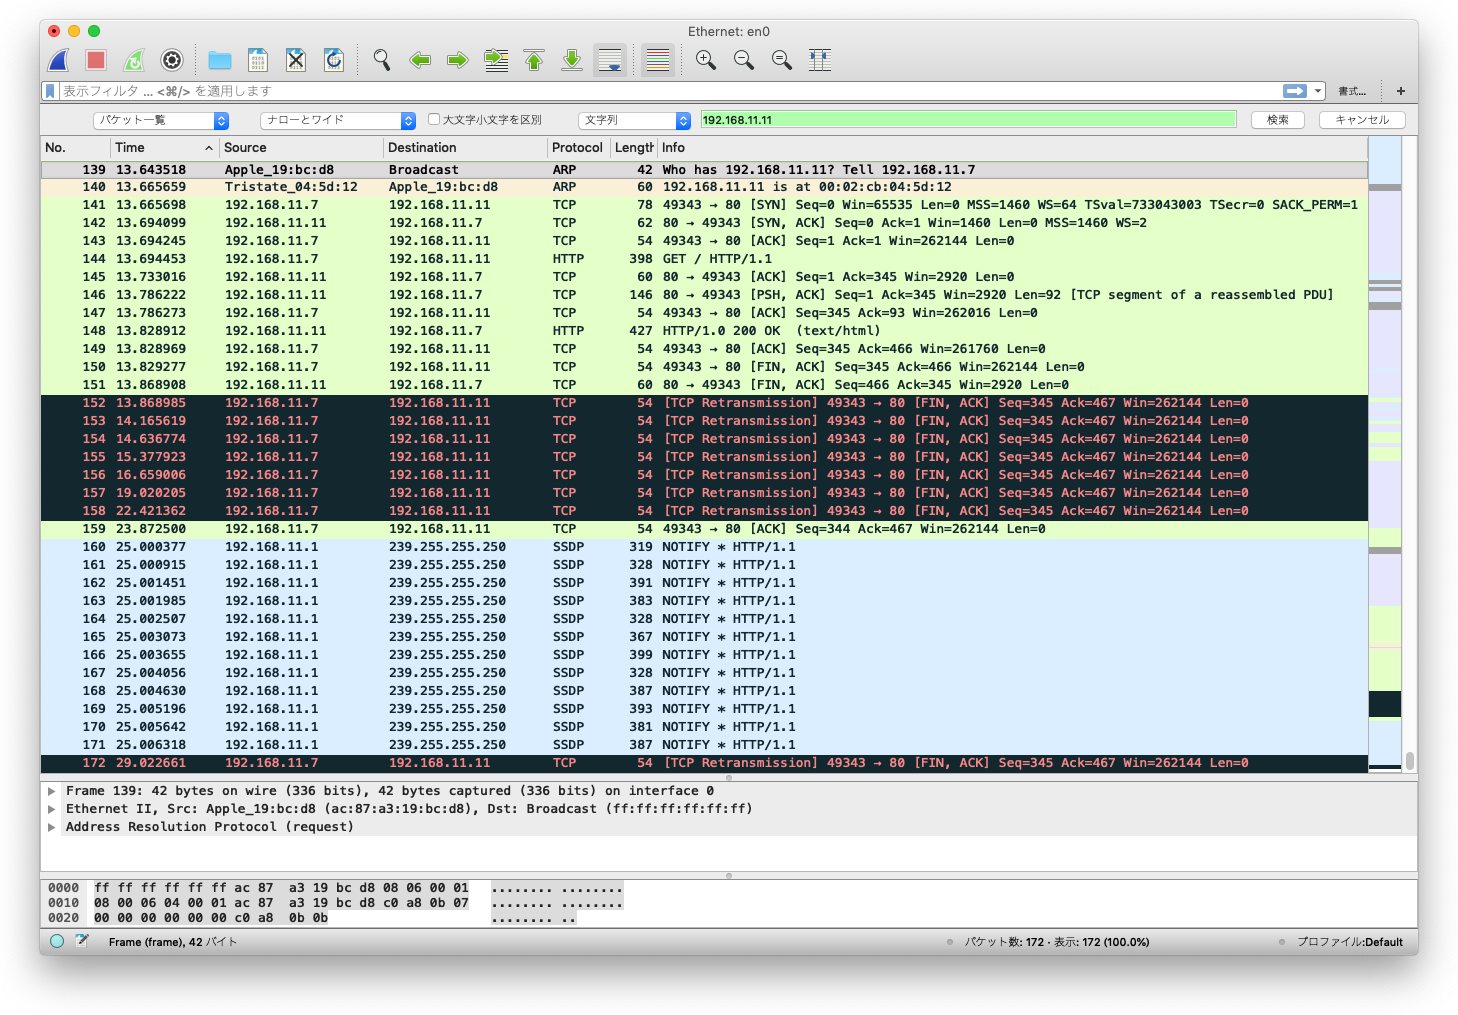 Ethernet: en0
表示フィルタ ... <⌘/> を適用します 書式... +
パケット一覧 ナローとワイド 大文字小文字を区別 文字列 192.168.11.11 検索 キャンセル
No. Time Source Destination Protocol Length Info
139 13.643518 Apple_19:bc:d8 Broadcast ARP 42 Who has 192.168.11.11? Tell 192.168.11.7
140 13.665659 Tristate_04:5d:12 Apple_19:bc:d8 ARP 60 192.168.11.11 is at 00:02:cb:04:5d:12
141 13.665698 192.168.11.7 192.168.11.11 TCP 78 49343 → 80 [SYN] Seq=0 Win=65535 Len=0 MSS=1460 WS=64 TSval=733043003 TSecr=0 SACK_PERM=1
142 13.694099 192.168.11.11 192.168.11.7 TCP 62 80 → 49343 [SYN, ACK] Seq=0 Ack=1 Win=1460 Len=0 MSS=1460 WS=2
143 13.694245 192.168.11.7 192.168.11.11 TCP 54 49343 → 80 [ACK] Seq=1 Ack=1 Win=262144 Len=0
144 13.694453 192.168.11.7 192.168.11.11 HTTP 398 GET / HTTP/1.1
145 13.733016 192.168.11.11 192.168.11.7 TCP 60 80 → 49343 [ACK] Seq=1 Ack=345 Win=2920 Len=0
146 13.786222 192.168.11.11 192.168.11.7 TCP 146 80 → 49343 [PSH, ACK] Seq=1 Ack=345 Win=2920 Len=92 [TCP segment of a reassembled PDU]
147 13.786273 192.168.11.7 192.168.11.11 TCP 54 49343 → 80 [ACK] Seq=345 Ack=93 Win=262016 Len=0
148 13.828912 192.168.11.11 192.168.11.7 HTTP 427 HTTP/1.0 200 OK (text/html)
149 13.828969 192.168.11.7 192.168.11.11 TCP 54 49343 → 80 [ACK] Seq=345 Ack=466 Win=261760 Len=0
150 13.829277 192.168.11.7 192.168.11.11 TCP 54 49343 → 80 [FIN, ACK] Seq=345 Ack=466 Win=262144 Len=0
151 13.868908 192.168.11.11 192.168.11.7 TCP 60 80 → 49343 [FIN, ACK] Seq=466 Ack=345 Win=2920 Len=0
152 13.868985 192.168.11.7 192.168.11.11 TCP 54 [TCP Retransmission] 49343 → 80 [FIN, ACK] Seq=345 Ack=467 Win=262144 Len=0
153 14.165619 192.168.11.7 192.168.11.11 TCP 54 [TCP Retransmission] 49343 → 80 [FIN, ACK] Seq=345 Ack=467 Win=262144 Len=0
154 14.636774 192.168.11.7 192.168.11.11 TCP 54 [TCP Retransmission] 49343 → 80 [FIN, ACK] Seq=345 Ack=467 Win=262144 Len=0
155 15.377923 192.168.11.7 192.168.11.11 TCP 54 [TCP Retransmission] 49343 → 80 [FIN, ACK] Seq=345 Ack=467 Win=262144 Len=0
156 16.659006 192.168.11.7 192.168.11.11 TCP 54 [TCP Retransmission] 49343 → 80 [FIN, ACK] Seq=345 Ack=467 Win=262144 Len=0
157 19.020205 192.168.11.7 192.168.11.11 TCP 54 [TCP Retransmission] 49343 → 80 [FIN, ACK] Seq=345 Ack=467 Win=262144 Len=0
158 22.421362 192.168.11.7 192.168.11.11 TCP 54 [TCP Retransmission] 49343 → 80 [FIN, ACK] Seq=345 Ack=467 Win=262144 Len=0
159 23.872500 192.168.11.7 192.168.11.11 TCP 54 49343 → 80 [ACK] Seq=344 Ack=467 Win=262144 Len=0
160 25.000377 192.168.11.1 239.255.255.250 SSDP 319 NOTIFY * HTTP/1.1
161 25.000915 192.168.11.1 239.255.255.250 SSDP 328 NOTIFY * HTTP/1.1
162 25.001451 192.168.11.1 239.255.255.250 SSDP 391 NOTIFY * HTTP/1.1
163 25.001985 192.168.11.1 239.255.255.250 SSDP 383 NOTIFY * HTTP/1.1
164 25.002507 192.168.11.1 239.255.255.250 SSDP 328 NOTIFY * HTTP/1.1
165 25.003073 192.168.11.1 239.255.255.250 SSDP 367 NOTIFY * HTTP/1.1
166 25.003655 192.168.11.1 239.255.255.250 SSDP 399 NOTIFY * HTTP/1.1
167 25.004056 192.168.11.1 239.255.255.250 SSDP 328 NOTIFY * HTTP/1.1
168 25.004630 192.168.11.1 239.255.255.250 SSDP 387 NOTIFY * HTTP/1.1
169 25.005196 192.168.11.1 239.255.255.250 SSDP 393 NOTIFY * HTTP/1.1
170 25.005642 192.168.11.1 239.255.255.250 SSDP 381 NOTIFY * HTTP/1.1
171 25.006318 192.168.11.1 239.255.255.250 SSDP 387 NOTIFY * HTTP/1.1
172 29.022661 192.168.11.7 192.168.11.11 TCP 54 [TCP Retransmission] 49343 → 80 [FIN, ACK] Seq=345 Ack=467 Win=262144 Len=0
Frame 139: 42 bytes on wire (336 bits), 42 bytes captured (336 bits) on interface 0
Ethernet II, Src: Apple_19:bc:d8 (ac:87:a3:19:bc:d8), Dst: Broadcast (ff:ff:ff:ff:ff:ff)
Address Resolution Protocol (request)
0000 ff ff ff ff ff ff ac 87 a3 19 bc d8 08 06 00 01 ........ ........
0010 08 00 06 04 00 01 ac 87 a3 19 bc d8 c0 a8 0b 07 ........ ........
0020 00 00 00 00 00 00 c0 a8 0b 0b ........ ..
Frame (frame), 42 バイト パケット数: 172 · 表示: 172 (100.0%) プロファイル:Default